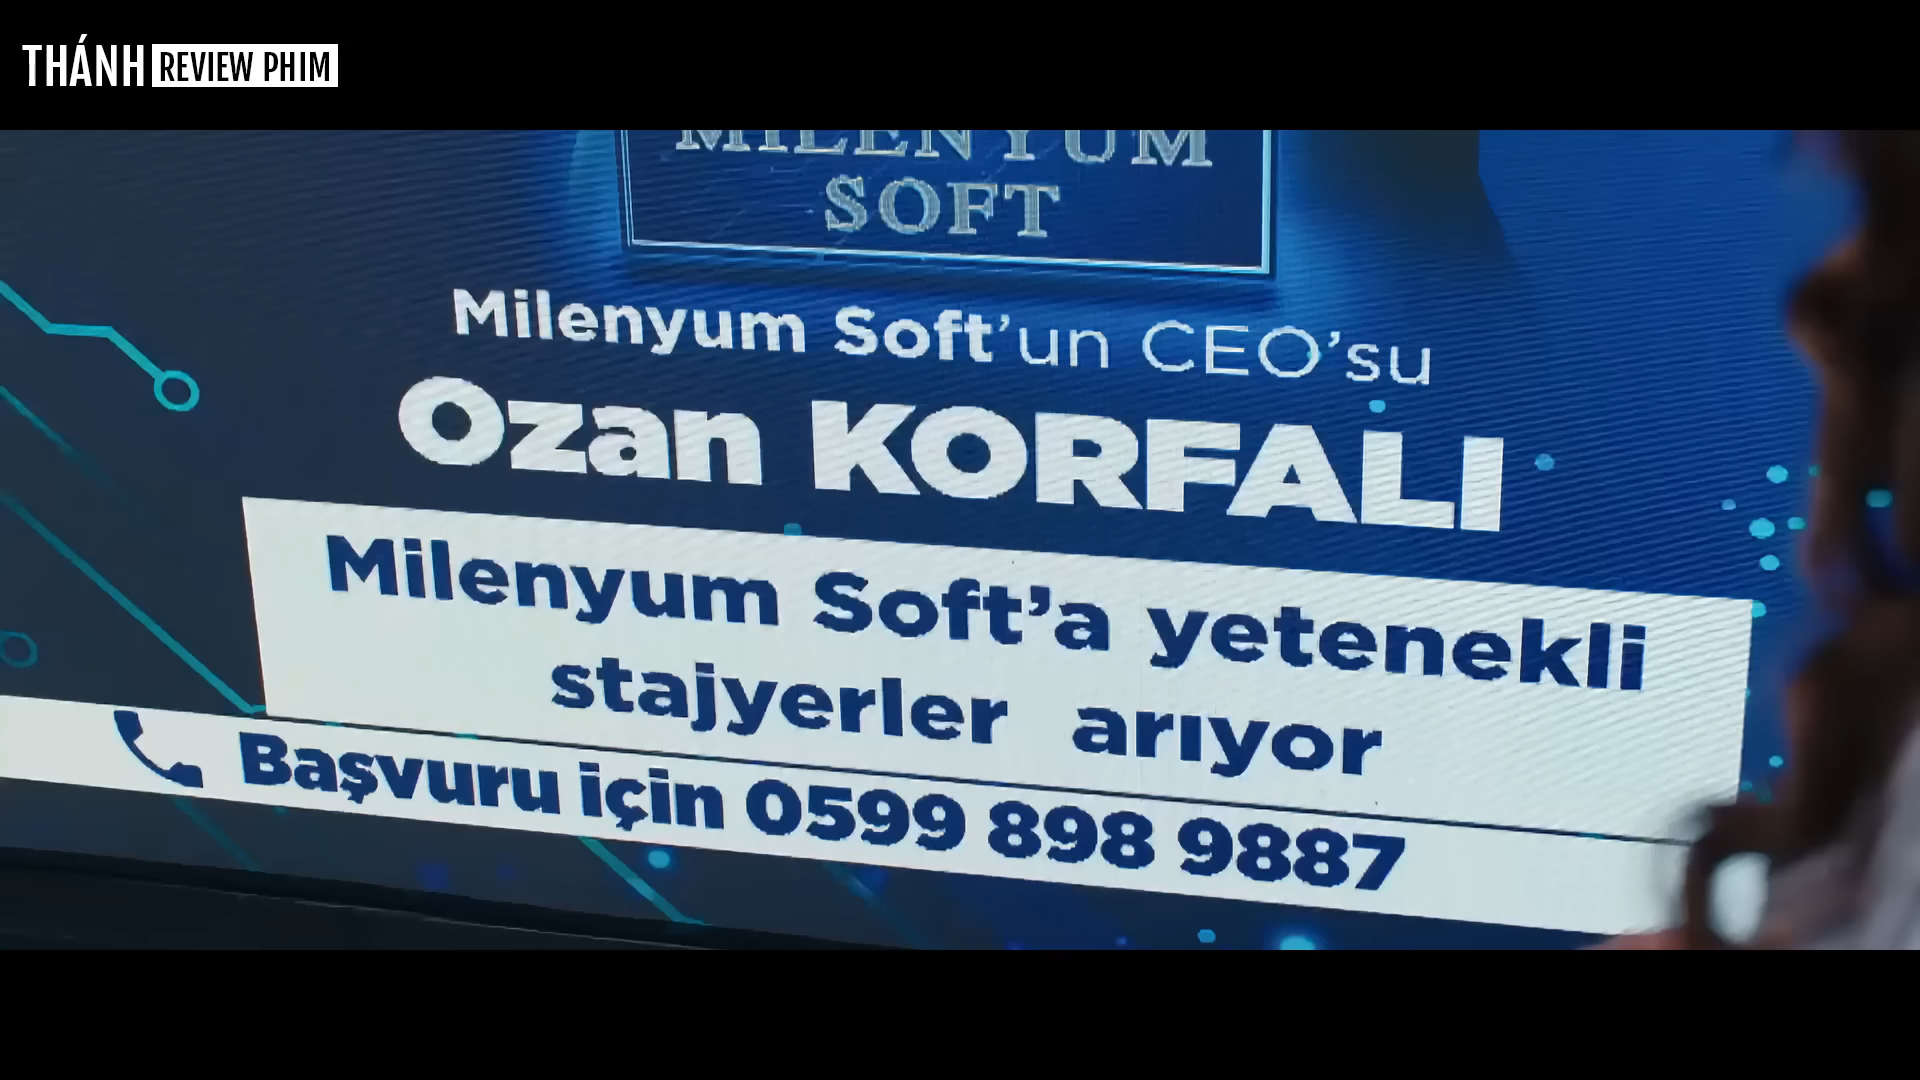 THÁNH REVIEW PHIM
MILENYUM
SOFT
Milenyum Soft'un CEO'su
Ozan KORFALI
Milenyum Soft'a yetenekli
stajyerler arıyor
Başvuru için 0599 898 9887